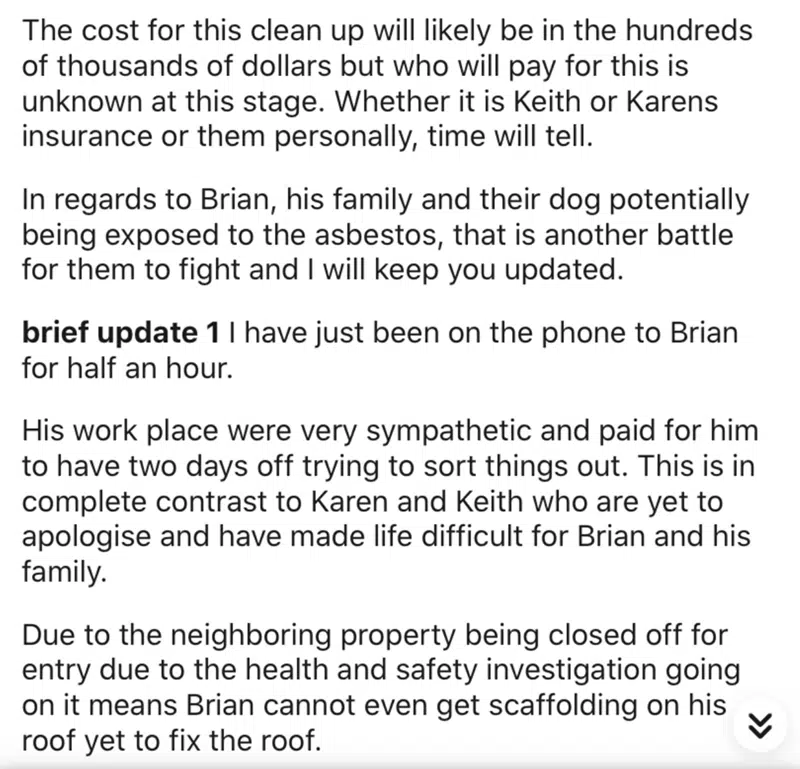 The cost for this clean up will likely be in the hundreds
of thousands of dollars but who will pay for this is
unknown at this stage. Whether it is Keith or Karens
insurance or them personally, time will tell.
In regards to Brian, his family and their dog potentially
being exposed to the asbestos, that is another battle
for them to fight and I will keep you updated.
brief update 1 I have just been on the phone to Brian
for half an hour.
His work place were very sympathetic and paid for him
to have two days off trying to sort things out. This is in
complete contrast to Karen and Keith who are yet to
apologise and have made life difficult for Brian and his
family.
Due to the neighboring property being closed off for
entry due to the health and safety investigation going
on it means Brian cannot even get scaffolding on his
roof yet to fix the roof.